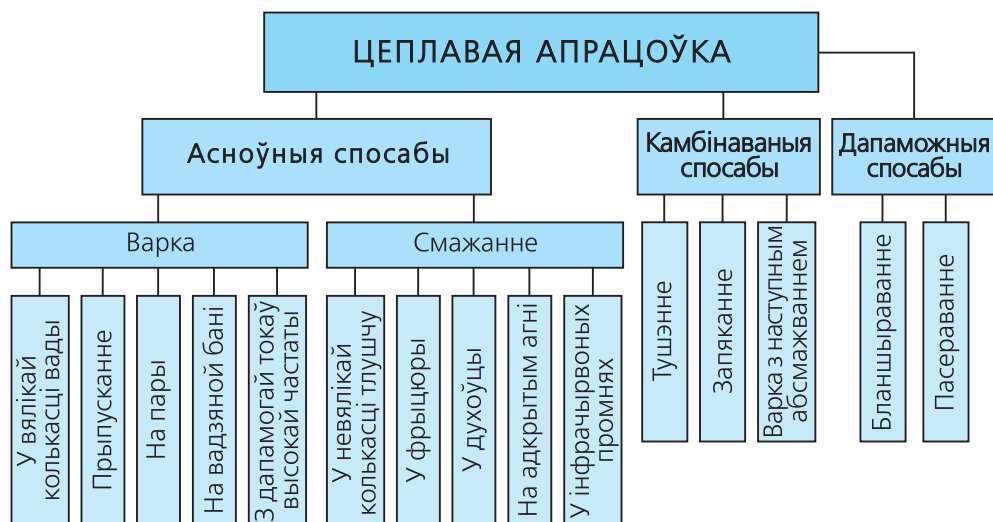 ЦЕПЛАВАЯ АПРАЦОЎКА
Асноўныя спосабы
Камбінаваныя
спосабы
Дапаможныя
спосабы
Варка
Смажанне
У вялікай
колькасці вады
Прыпусканне
На пары
На вадзяной бані
З дапамогай токаў
высокай частаты
У невялікай
колькасці тлушчу
У фрыцюры
У духоўцы
На адкрытым агні
У інфрачырвоных
промнях
Тушэнне
Запяканне
Варка з наступным
абсмажваннем
Бланшыраванне
Пасераванне